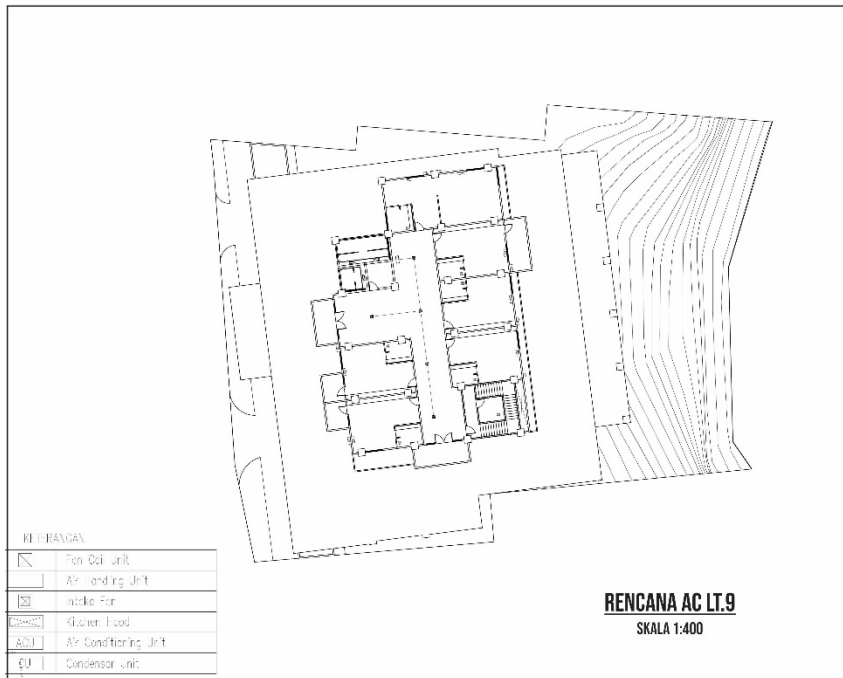 KETERANGAN
Fan Coil Unit
Air Handling Unit
Intake Fan
Kitchen Hood
ACU Air Conditioning Unit
CU Condensor Unit
RENCANA AC LT.9
SKALA 1:400